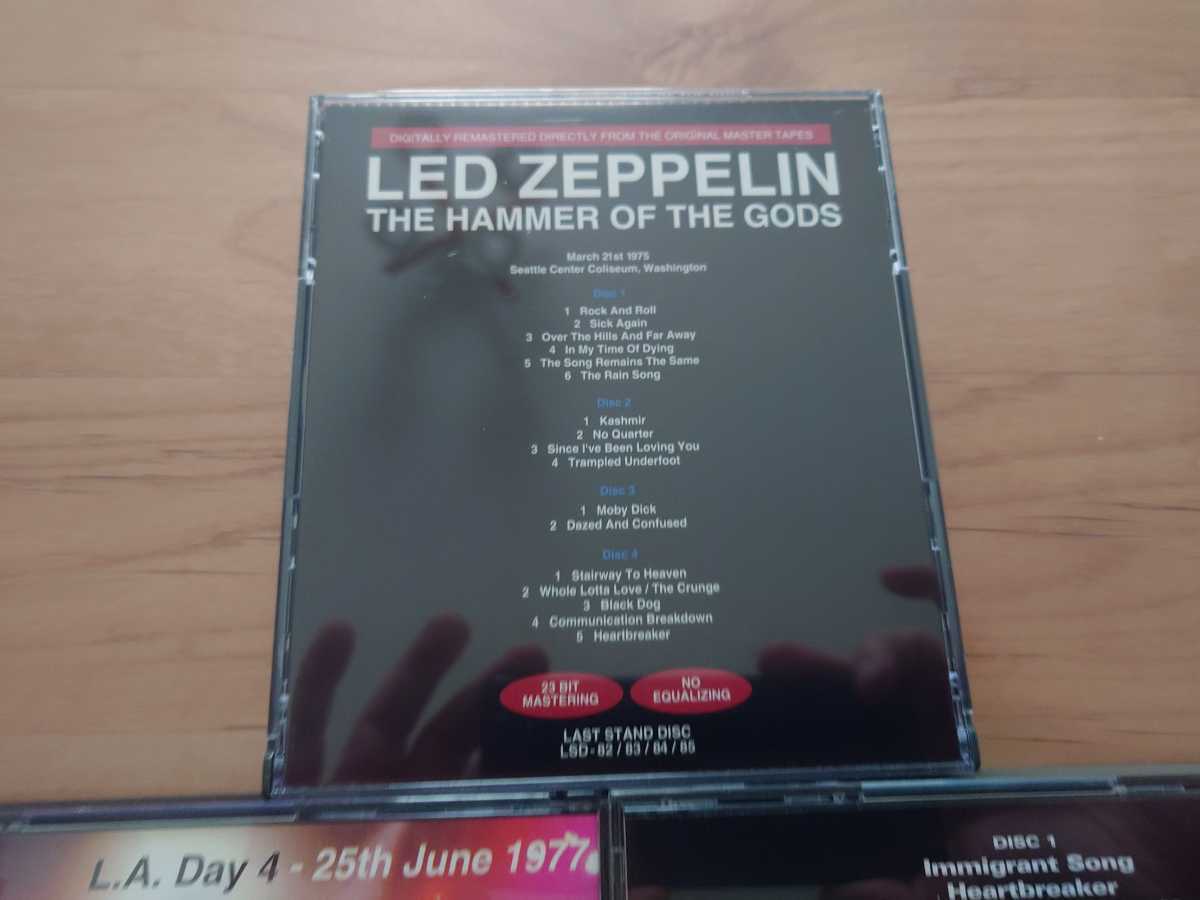 DIGITALLY REMASTERED DIRECTLY FROM THE ORIGINAL MASTER TAPES
LED ZEPPELIN
THE HAMMER OF THE GODS
March 21st 1975
Seattle Center Coliseum, Washington
Disc 1
1 Rock And Roll
2 Sick Again
3 Over The Hills And Far Away
4 In My Time Of Dying
5 The Song Remains The Same
6 The Rain Song
Disc 2
1 Kashmir
2 No Quarter
3 Since I've Been Loving You
4 Trampled Underfoot
Disc 3
1 Moby Dick
2 Dazed And Confused
Disc 4
1 Stairway To Heaven
2 Whole Lotta Love / The Crunge
3 Black Dog
4 Communication Breakdown
5 Heartbreaker
23 BIT
MASTERING
NO
EQUALIZING
LAST STAND DISC
LSD-82 / 83 / 84 / 85
L.A. Day 4 - 25th June 1977
DISC 1
Immigrant Song
Heartbreaker